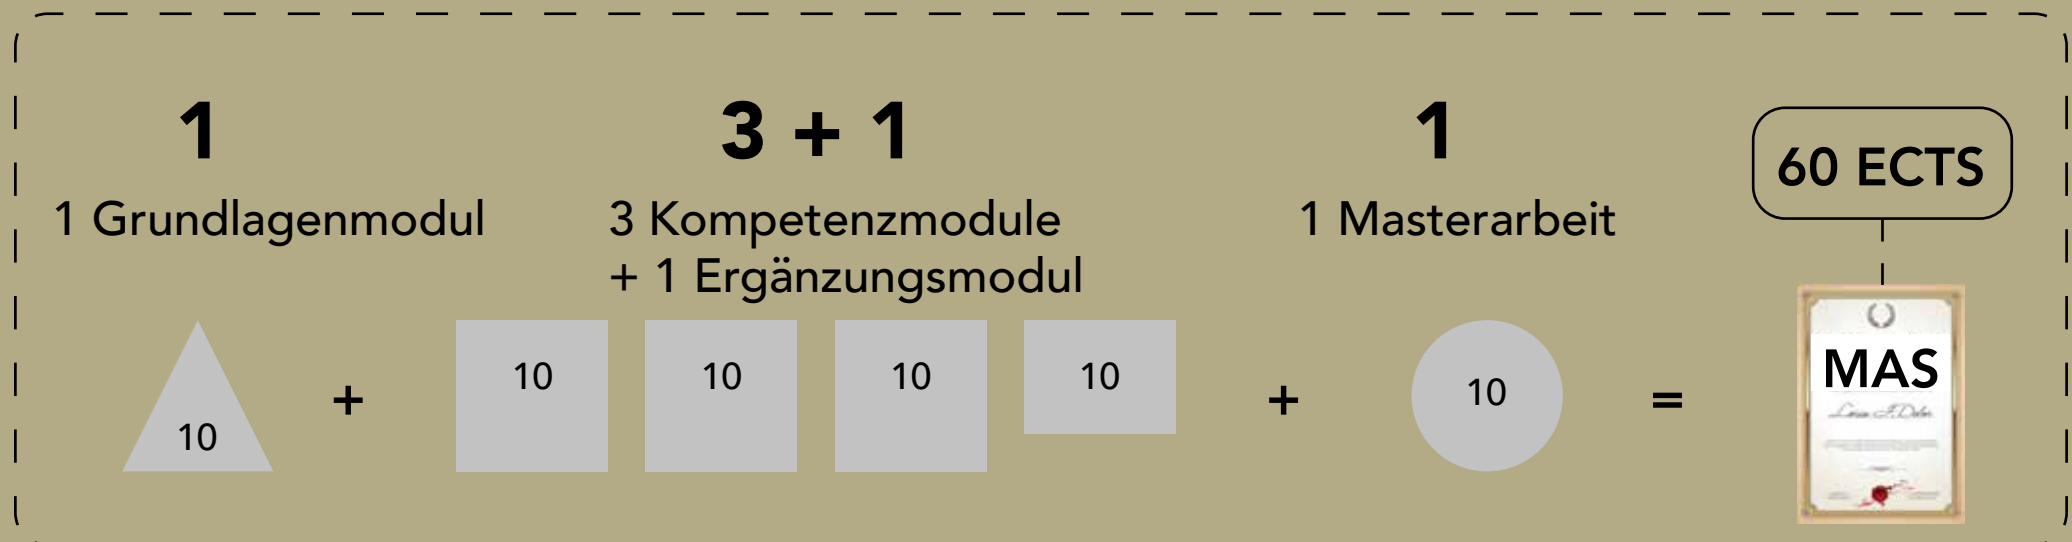 1
3 + 1
1
60 ECTS
1 Grundlagenmodul
3 Kompetenzmodule
+ 1 Ergänzungsmodul
1 Masterarbeit
10
+
10
10
10
10
+
10
=
MAS